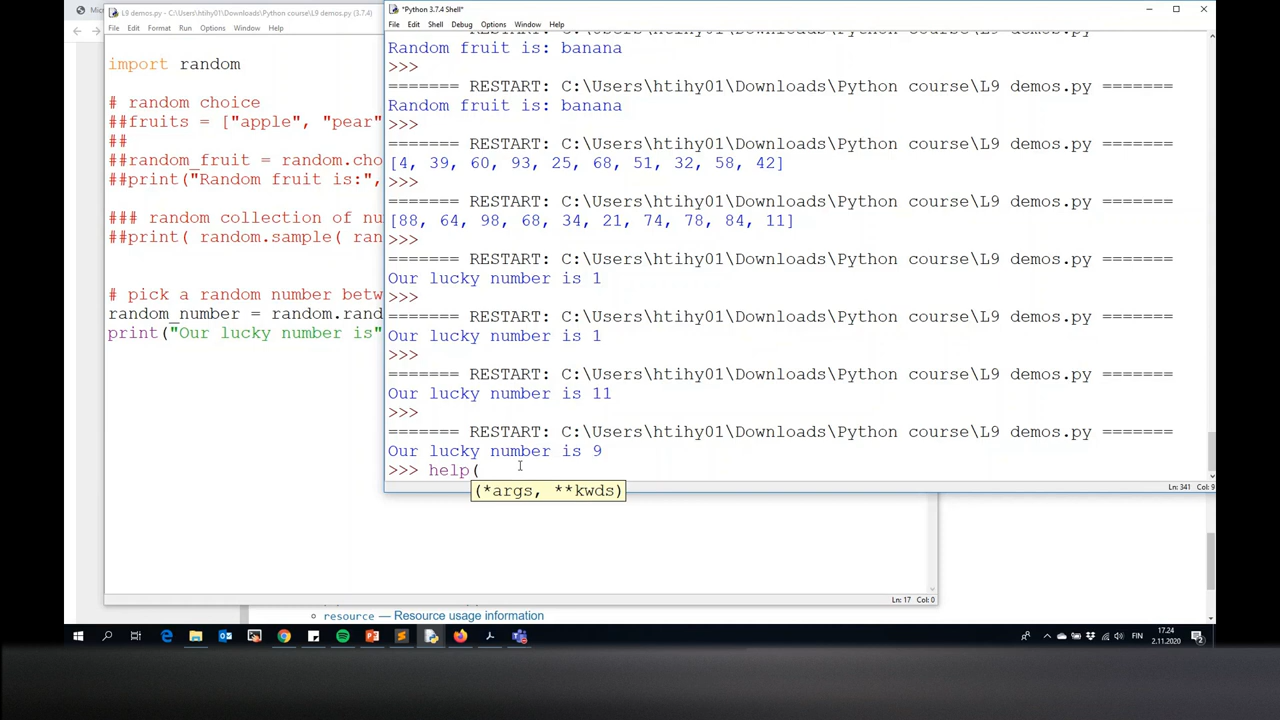 Mic
L9 demos.py - C:\Users\htihy01\Downloads\Python course\L9 demos.py (3.7.4)
File Edit Format Run Options Window Help
import random
# random choice
##fruits = ["apple", "pear"
##
##random_fruit = random.cho
##print("Random fruit is:",
### random collection of nu
##print( random.sample( ran
# pick a random number betw
random_number = random.rand
print("Our lucky number is"
Ln: 17 Col: 0
*Python 3.7.4 Shell*
File Edit Shell Debug Options Window Help
Random fruit is: banana
>>>
======= RESTART: C:\Users\htihy01\Downloads\Python course\L9 demos.py =======
Random fruit is: banana
>>>
======= RESTART: C:\Users\htihy01\Downloads\Python course\L9 demos.py =======
[4, 39, 60, 93, 25, 68, 51, 32, 58, 42]
>>>
======= RESTART: C:\Users\htihy01\Downloads\Python course\L9 demos.py =======
[88, 64, 98, 68, 34, 21, 74, 78, 84, 11]
>>>
======= RESTART: C:\Users\htihy01\Downloads\Python course\L9 demos.py =======
Our lucky number is 1
>>>
======= RESTART: C:\Users\htihy01\Downloads\Python course\L9 demos.py =======
Our lucky number is 1
>>>
======= RESTART: C:\Users\htihy01\Downloads\Python course\L9 demos.py =======
Our lucky number is 11
>>>
======= RESTART: C:\Users\htihy01\Downloads\Python course\L9 demos.py =======
Our lucky number is 9
>>> help(
(*args, **kwds)
Ln: 341 Col: 9
resource — Resource usage information
FIN
17.24
2.11.2020
2